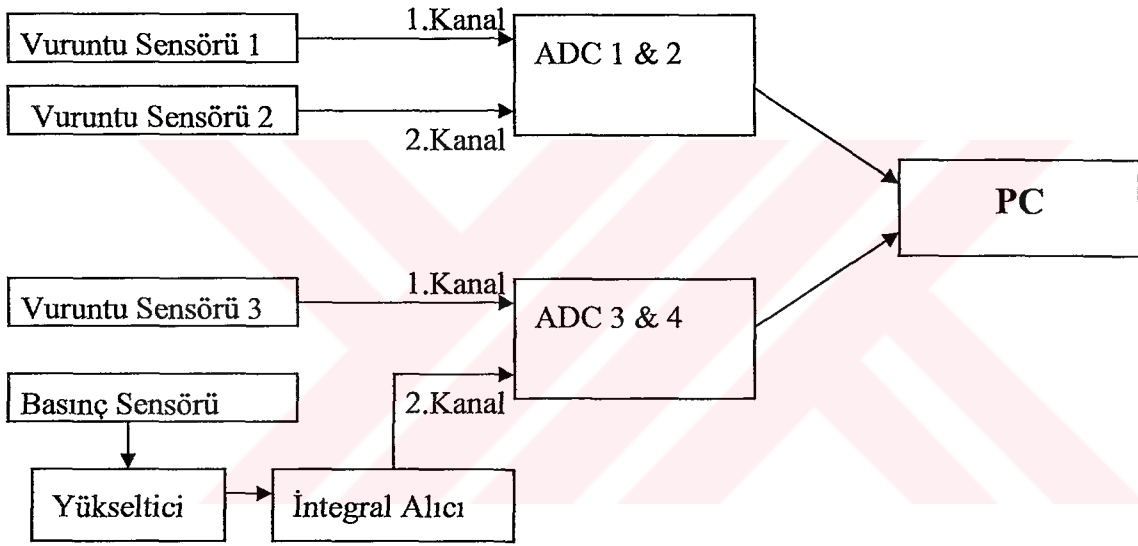 1.Kanal
Vuruntu Sensörü 1
ADC 1 & 2
Vuruntu Sensörü 2
2.Kanal
PC
1.Kanal
Vuruntu Sensörü 3
ADC 3 & 4
Basınç Sensörü
2.Kanal
Yükseltici
İntegral Alıcı